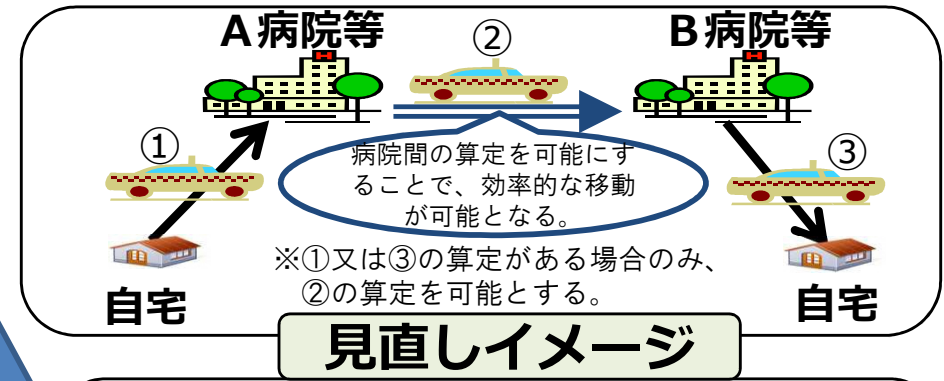 A病院等
②
B病院等
①
③
病院間の算定を可能にす
ることで、効率的な移動
が可能となる。
※①又は③の算定がある場合のみ、
②の算定を可能とする。
自宅
自宅
見直しイメージ